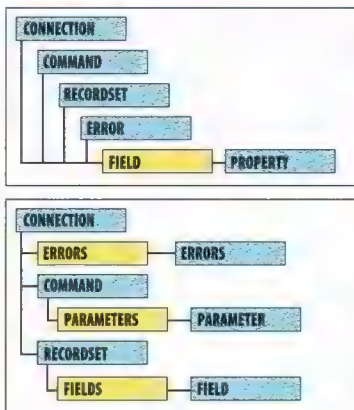 CONNECTION
COMMAND
RECORDSET
ERROR
FIELD PROPERTY
CONNECTION
ERRORS ERRORS
COMMAND
PARAMETERS PARAMETER
RECORDSET
FIELDS FIELD